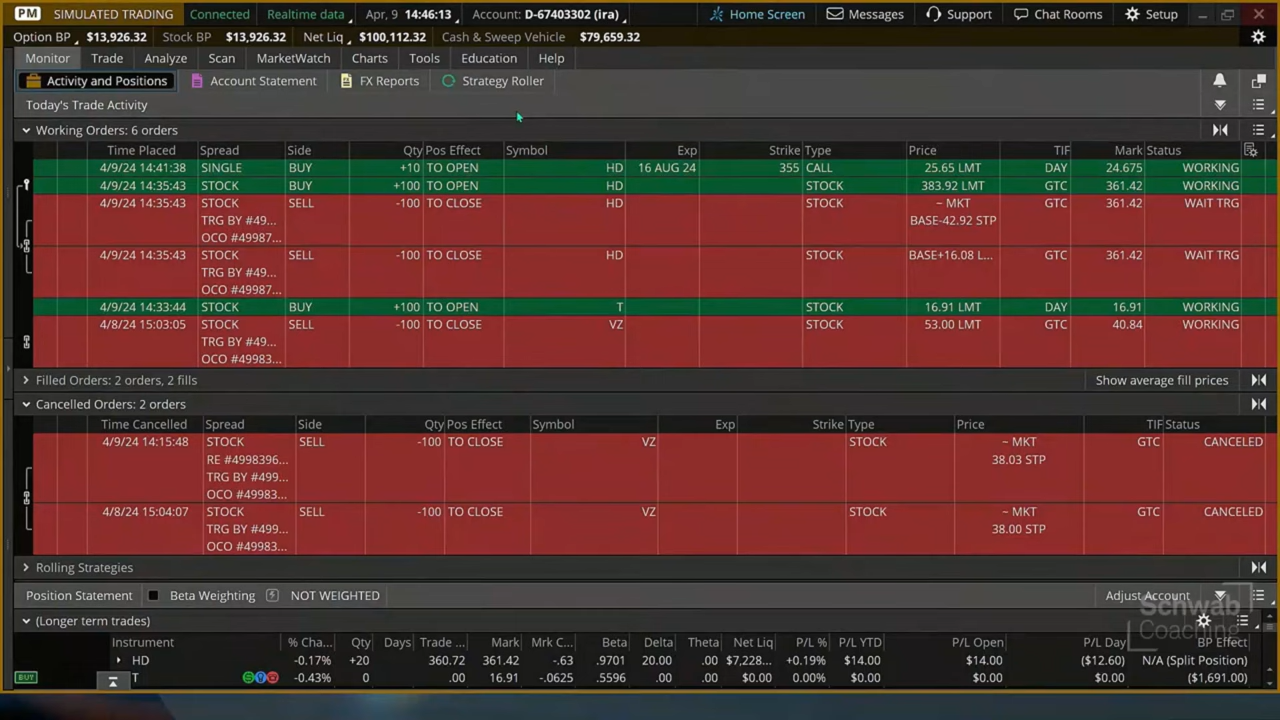 PM SIMULATED TRADING Connected Realtime data Apr, 9 14:46:13 Account: D-67403302 (ira) Home Screen Messages Support Chat Rooms Setup
Option BP $13,926.32 Stock BP $13,926.32 Net Liq $100,112.32 Cash & Sweep Vehicle $79,659.32
Monitor Trade Analyze Scan MarketWatch Charts Tools Education Help
Activity and Positions Account Statement FX Reports Strategy Roller
Today's Trade Activity
Working Orders: 6 orders
Time Placed Spread Side Qty Pos Effect Symbol Exp Strike Type Price TIF Mark Status
4/9/24 14:41:38 SINGLE BUY +10 TO OPEN HD 16 AUG 24 355 CALL 25.65 LMT DAY 24.675 WORKING
4/9/24 14:35:43 STOCK BUY +100 TO OPEN HD STOCK 383.92 LMT GTC 361.42 WORKING
4/9/24 14:35:43 STOCK SELL -100 TO CLOSE HD STOCK ~ MKT GTC 361.42 WAIT TRG
TRG BY #49... BASE-42.92 STP
OCO #49987...
4/9/24 14:35:43 STOCK SELL -100 TO CLOSE HD STOCK BASE+16.08 L... GTC 361.42 WAIT TRG
TRG BY #49...
OCO #49987...
4/9/24 14:33:44 STOCK BUY +100 TO OPEN T STOCK 16.91 LMT DAY 16.91 WORKING
4/8/24 15:03:05 STOCK SELL -100 TO CLOSE VZ STOCK 53.00 LMT GTC 40.84 WORKING
TRG BY #49...
OCO #49983...
Filled Orders: 2 orders, 2 fills Show average fill prices
Cancelled Orders: 2 orders
Time Cancelled Spread Side Qty Pos Effect Symbol Exp Strike Type Price TIF Status
4/9/24 14:15:48 STOCK SELL -100 TO CLOSE VZ STOCK ~ MKT GTC CANCELED
RE #4998396... 38.03 STP
TRG BY #499...
OCO #49983...
4/8/24 15:04:07 STOCK SELL -100 TO CLOSE VZ STOCK ~ MKT GTC CANCELED
TRG BY #499... 38.00 STP
OCO #49983...
Rolling Strategies
Position Statement Beta Weighting NOT WEIGHTED Adjust Account
Schwab
Coaching
(Longer term trades)
Instrument % Cha... Qty Days Trade ... Mark Mrk C... Beta Delta Theta Net Liq P/L % P/L YTD P/L Open P/L Day BP Effect
HD -0.17% +20 360.72 361.42 -.63 .9701 20.00 .00 $7,228... +0.19% $14.00 $14.00 ($12.60) N/A (Split Position)
BUY T -0.43% .00 16.91 -.0625 .5596 .00 .00 $0.00 0.00% $0.00 $0.00 $0.00 ($1,691.00)